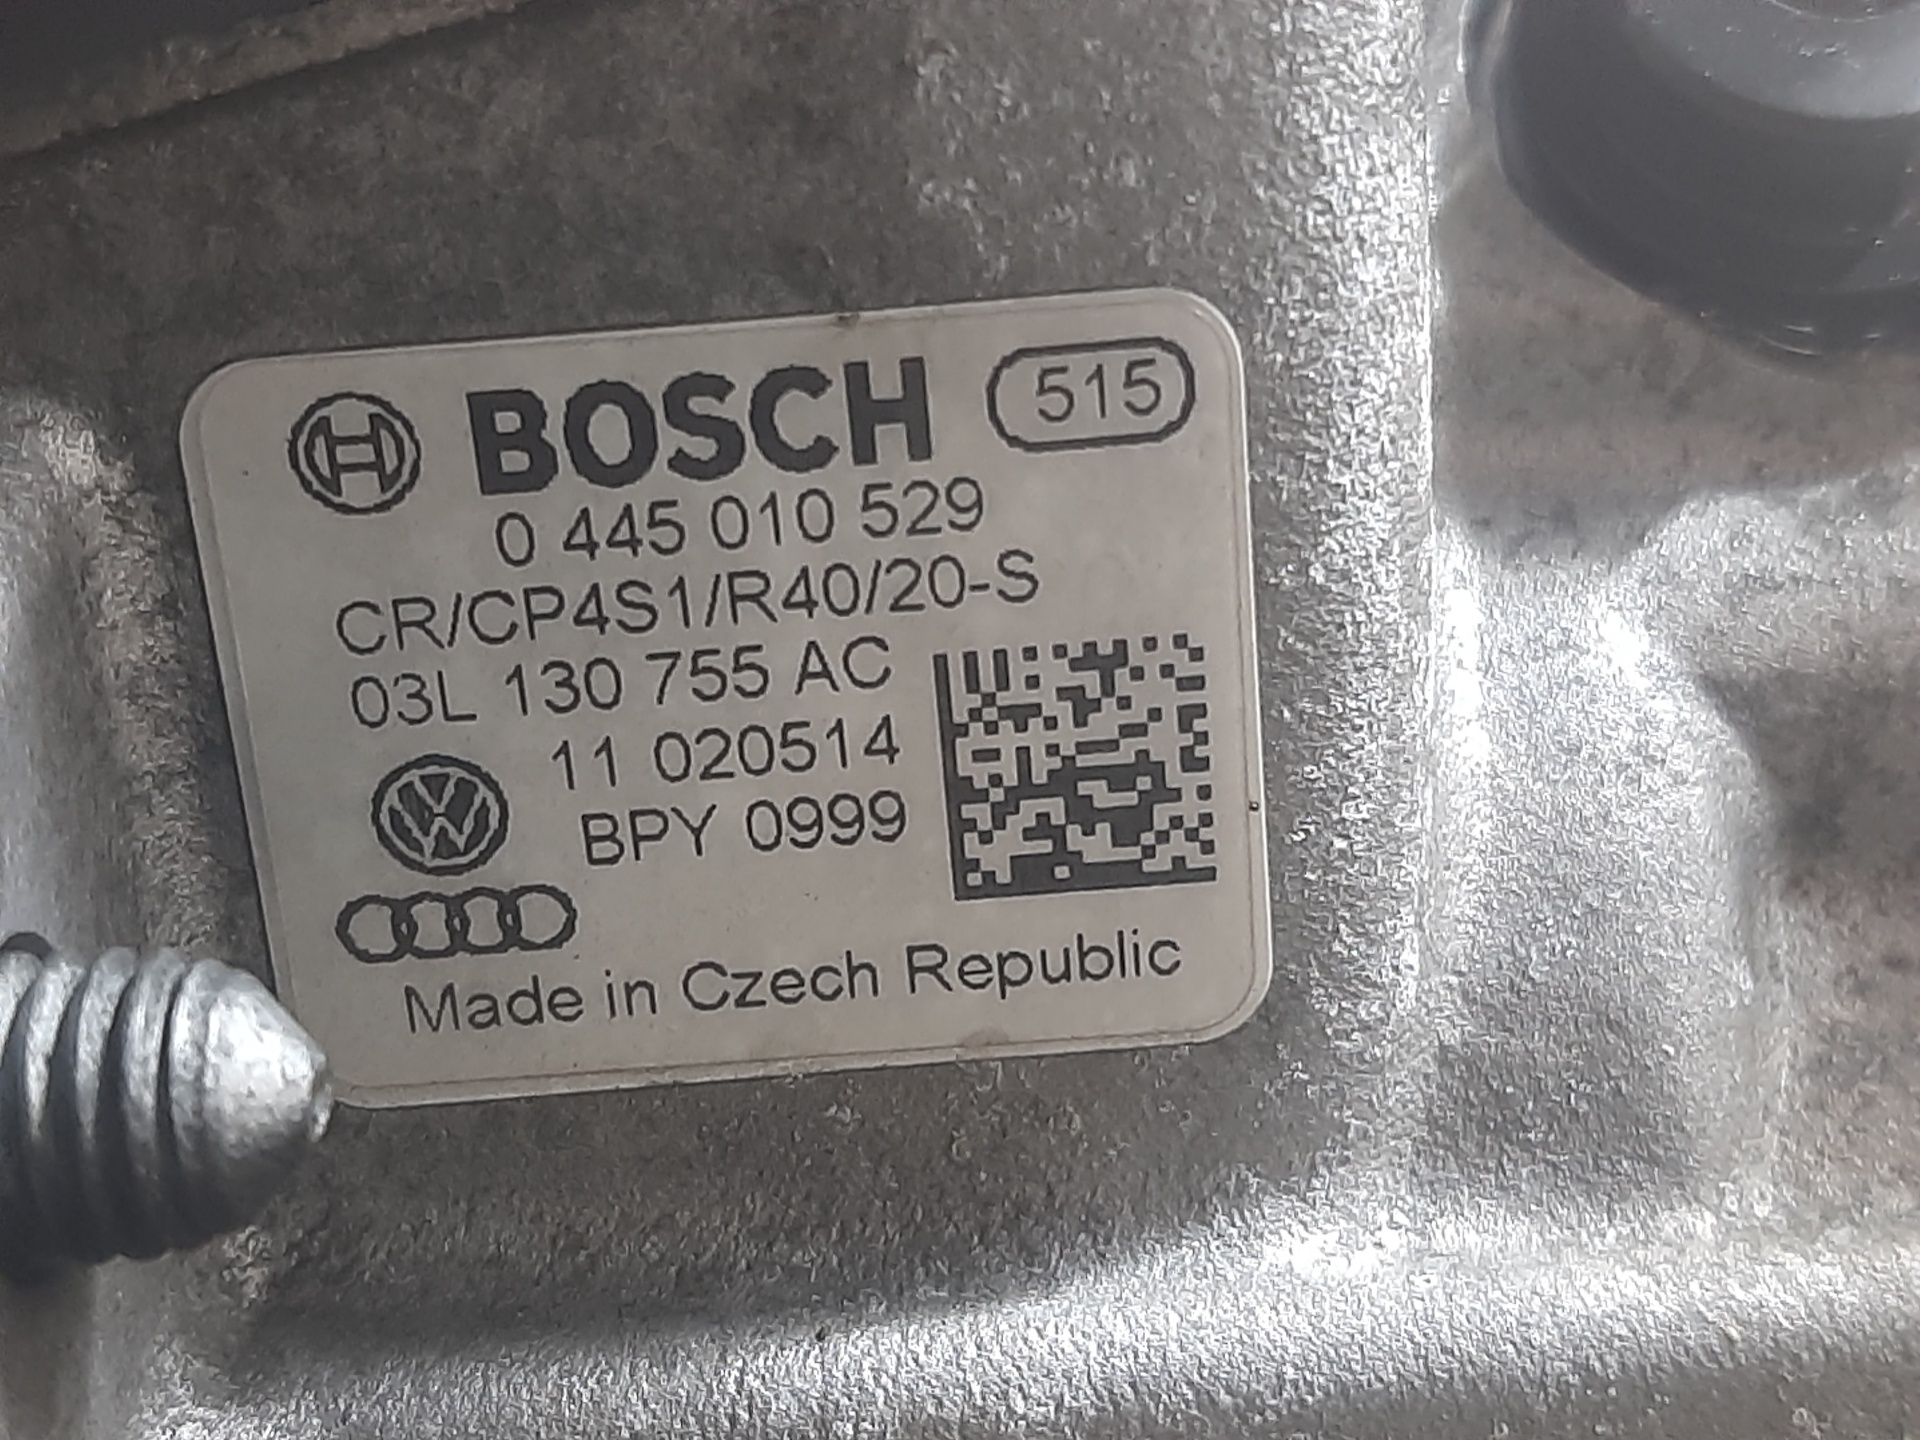 BOSCH 515
0 445 010 529
CR/CP4S1/R40/20-S
03L 130 755 AC
11 020514
BPY 0999
Made in Czech Republic